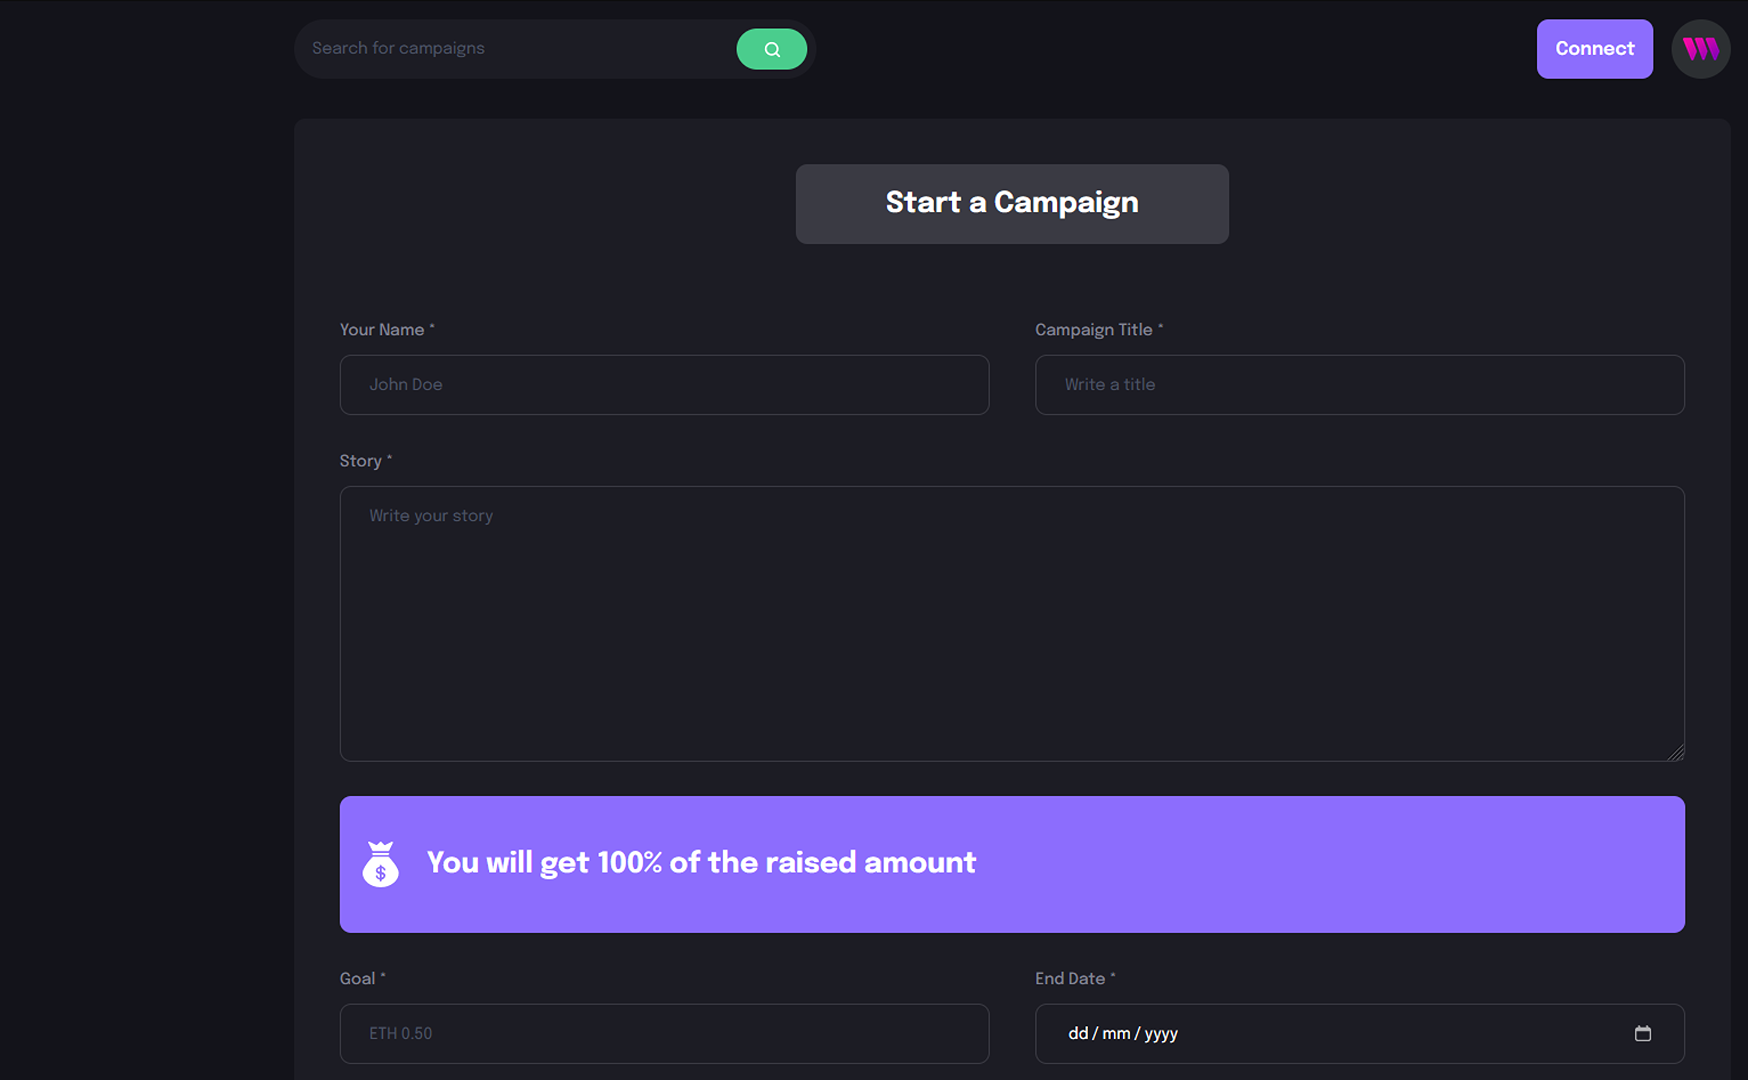 Search for campaigns
Connect
Start a Campaign
Your Name *
Campaign Title *
John Doe
Write a title
Story *
Write your story
$
You will get 100% of the raised amount
Goal *
End Date *
ETH 0.50
dd / mm / yyyy